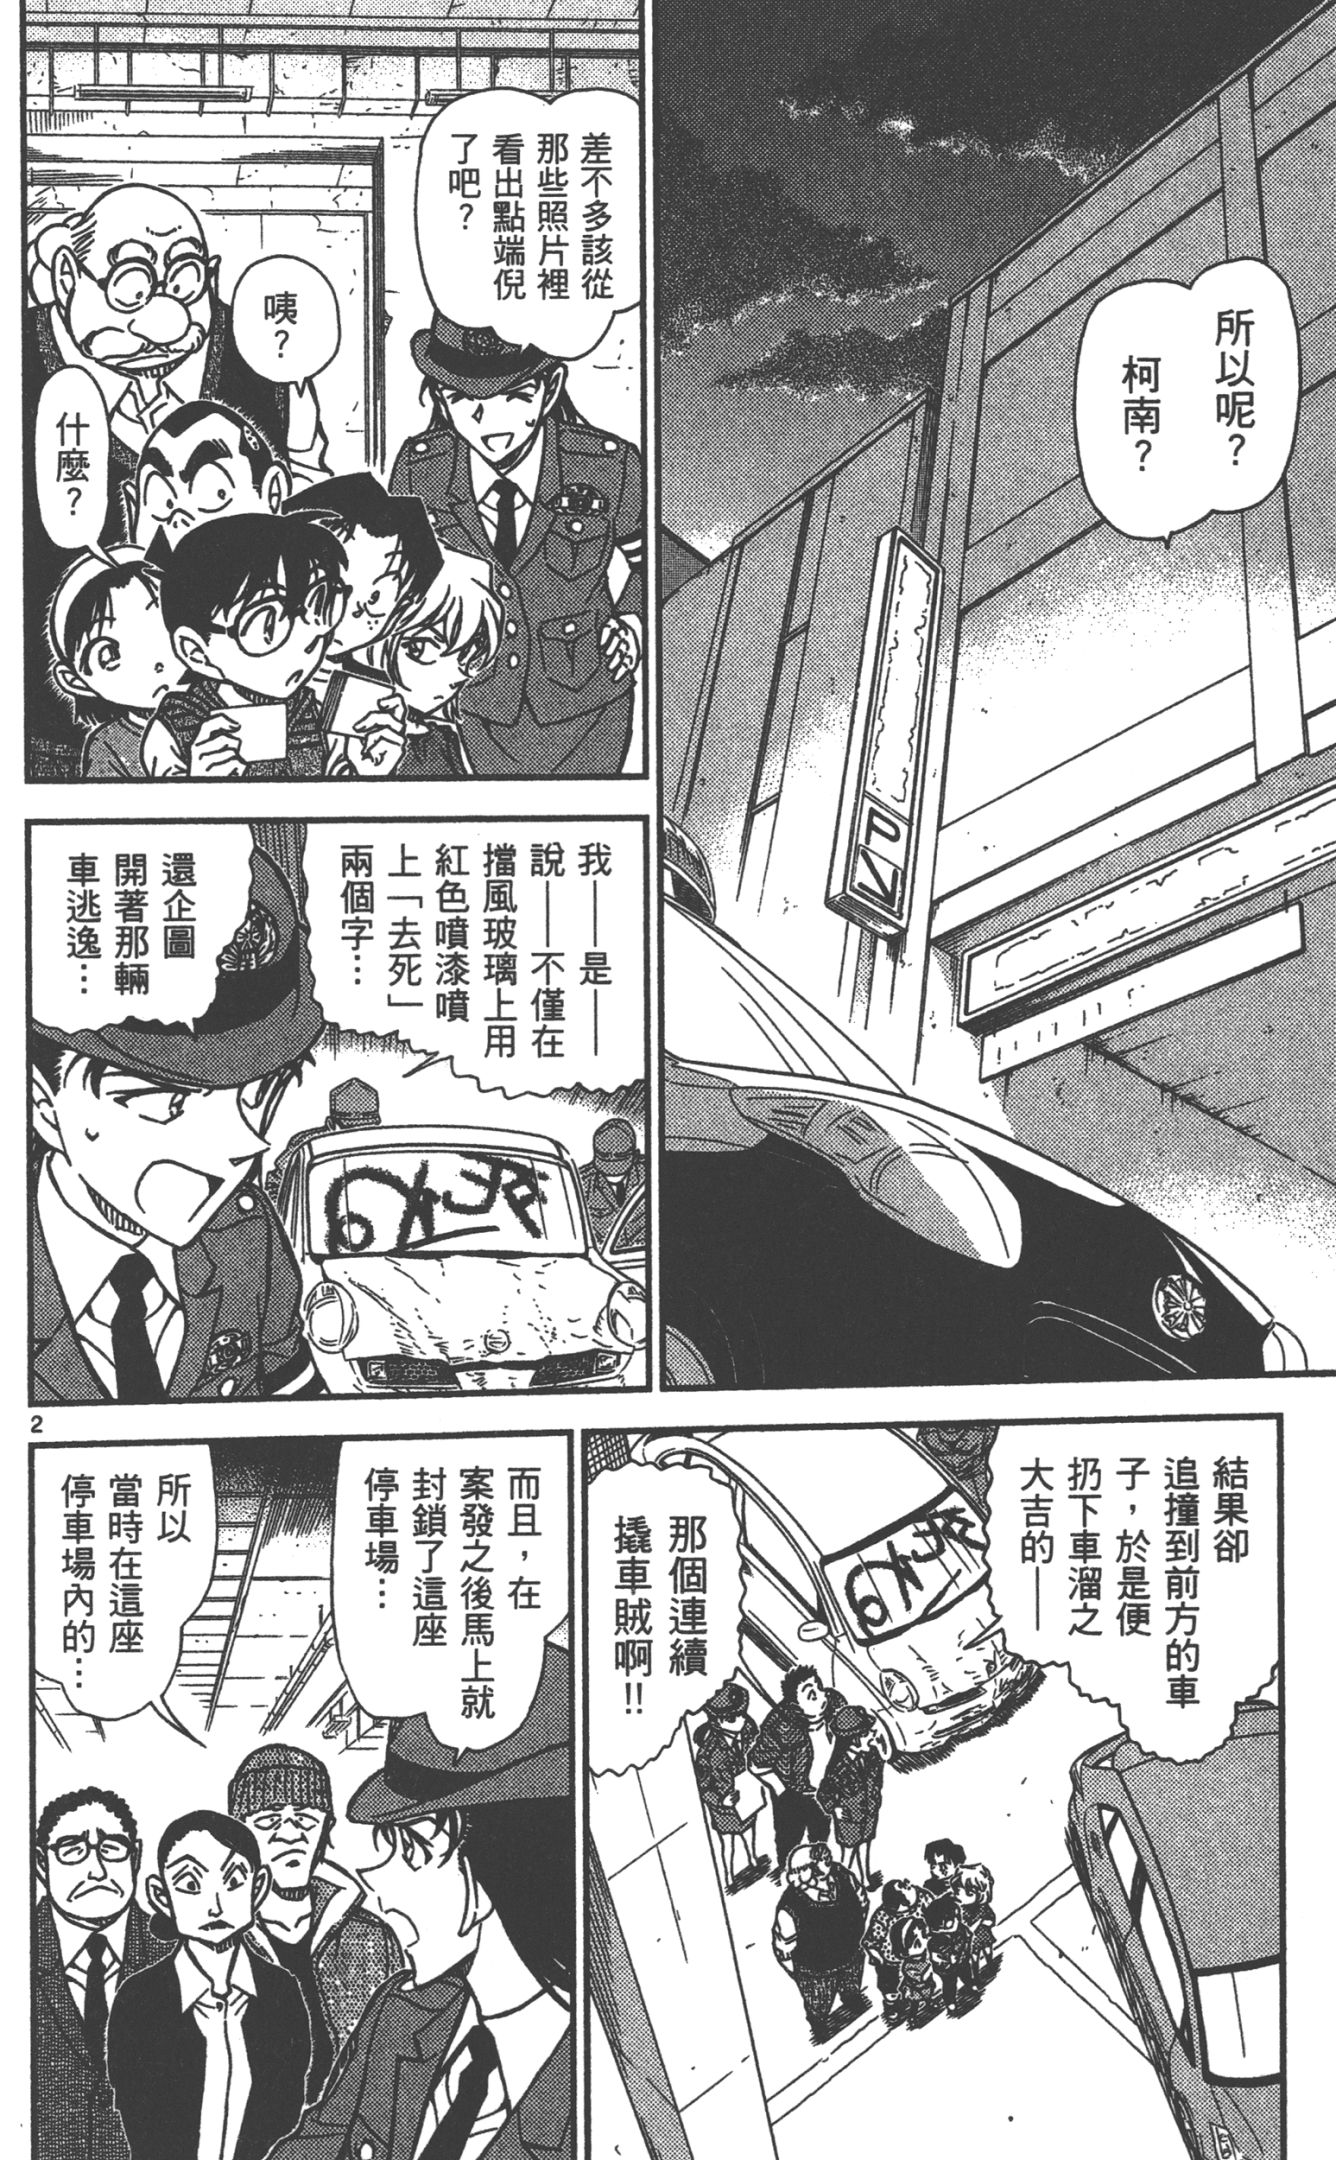 所以呢？
柯南？
差不多該從
那些照片裡
看出點端倪
了吧？
咦？
什麼？
P
我——是——
說——不僅在
擋風玻璃上用
紅色噴漆噴
上「去死」
兩個字…
還企圖
開著那輛
車逃逸…
結果卻
追撞到前方的車
子，於是便
扔下車溜之
大吉的——
那個連續
撬車賊啊!!
而且，在
案發之後馬上就
封鎖了這座
停車場…
所以
當時在這座
停車場內的…
2